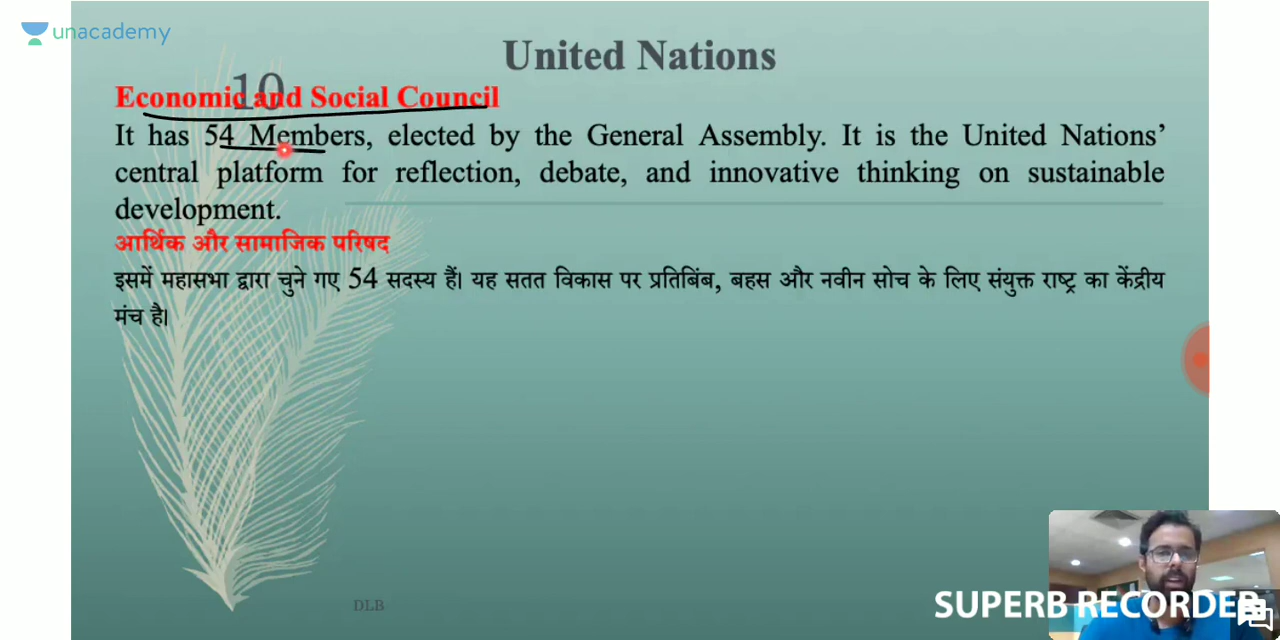 unacademy
United Nations
10
Economic and Social Council
It has 54 Members, elected by the General Assembly. It is the United Nations’
central platform for reflection, debate, and innovative thinking on sustainable
development.
आर्थिक और सामाजिक परिषद
इसमें महासभा द्वारा चुने गए 54 सदस्य हैं। यह सतत विकास पर प्रतिबिंब, बहस और नवीन सोच के लिए संयुक्त राष्ट्र का केंद्रीय
मंच है।
DLB
SUPERB RECORDER